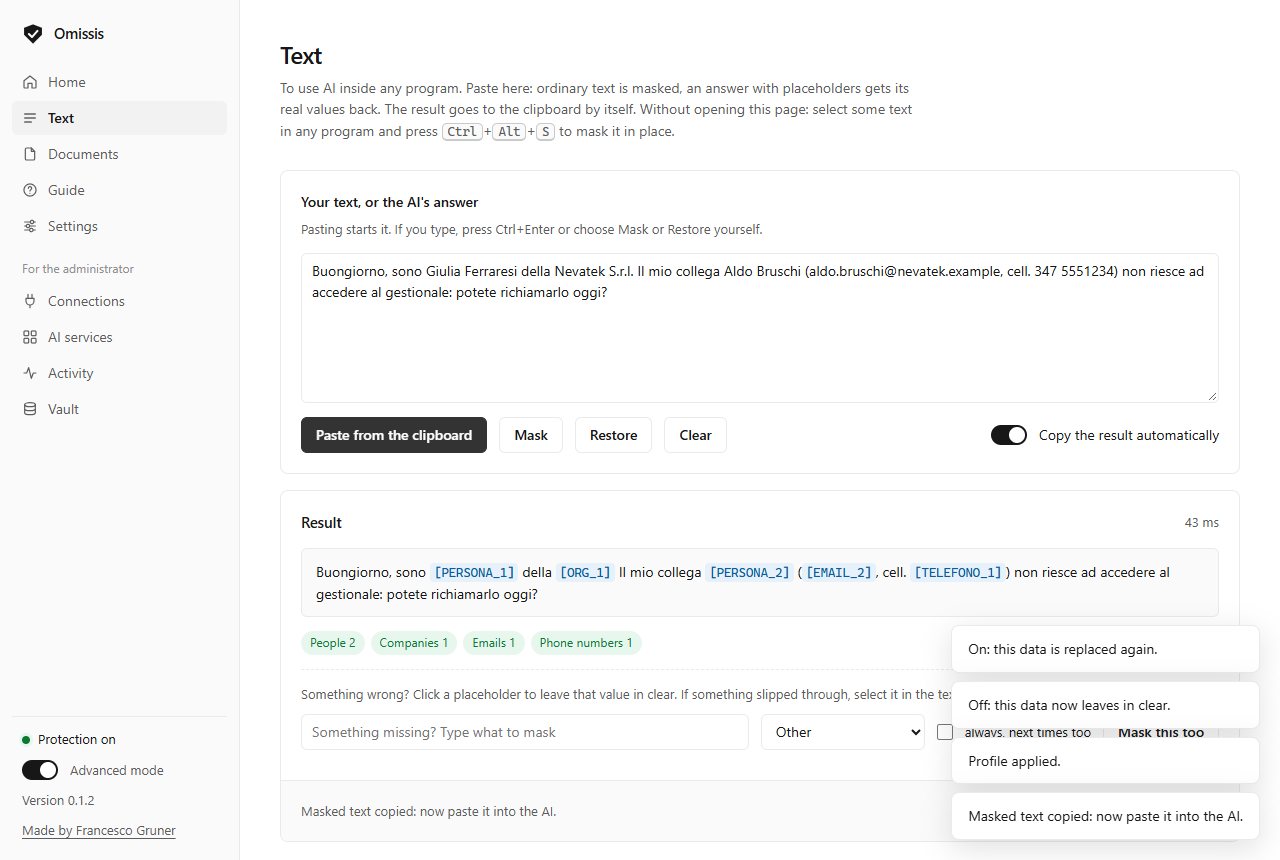 Omissis
Home
Text
Documents
Guide
Settings
For the administrator
Connections
AI services
Activity
Vault
Protection on
Advanced mode
Version 0.1.2
Made by Francesco Gruner
Text
To use AI inside any program. Paste here: ordinary text is masked, an answer with placeholders gets its
real values back. The result goes to the clipboard by itself. Without opening this page: select some text
in any program and press Ctrl+Alt+S to mask it in place.
Your text, or the AI's answer
Pasting starts it. If you type, press Ctrl+Enter or choose Mask or Restore yourself.
Buongiorno, sono Giulia Ferraresi della Nevatek S.r.l. Il mio collega Aldo Bruschi (aldo.bruschi@nevatek.example, cell. 347 5551234) non riesce ad
accedere al gestionale: potete richiamarlo oggi?
Paste from the clipboard Mask Restore Clear Copy the result automatically
Result 43 ms
Buongiorno, sono [PERSONA_1] della [ORG_1] Il mio collega [PERSONA_2] ( [EMAIL_2] , cell. [TELEFONO_1] ) non riesce ad accedere al
gestionale: potete richiamarlo oggi?
People 2 Companies 1 Emails 1 Phone numbers 1
Something wrong? Click a placeholder to leave that value in clear. If something slipped through, select it in the
Something missing? Type what to mask Other always, next times too Mask this too
Masked text copied: now paste it into the AI.
On: this data is replaced again.
Off: this data now leaves in clear.
Profile applied.
Masked text copied: now paste it into the AI.